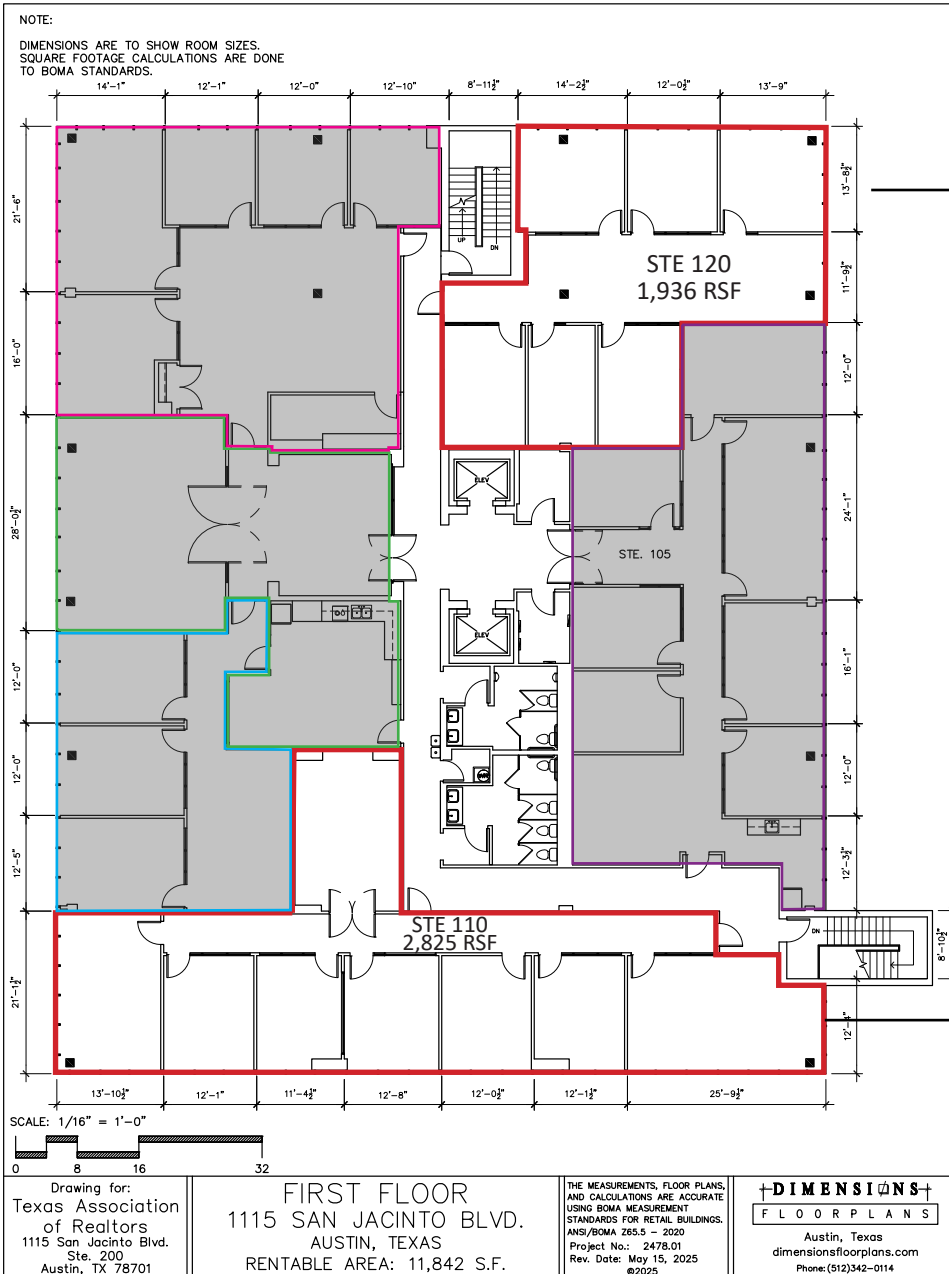 NOTE:
DIMENSIONS ARE TO SHOW ROOM SIZES.
SQUARE FOOTAGE CALCULATIONS ARE DONE
TO BOMA STANDARDS.
14'-1" 12'-1" 12'-0" 12'-10" 8'-11½" 14'-2½" 12'-0½" 13'-9"
21'-6"
16'-0"
28'-0½"
12'-0"
12'-0"
12'-5"
21'-1½"
UP
DN
STE 120
1,936 RSF
ELEV
STE. 105
ELEV
STE 110
2,825 RSF
DN
13'-8½"
11'-9½"
12'-0"
24'-1"
16'-1"
12'-0"
12'-3½"
8'-10½"
12'-4"
13'-10½" 12'-1" 11'-4½" 12'-8" 12'-0½" 12'-1½" 25'-9½"
SCALE: 1/16" = 1'-0"
0 8 16 32
Drawing for:
Texas Association
of Realtors
1115 San Jacinto Blvd.
Ste. 200
Austin, TX 78701
FIRST FLOOR
1115 SAN JACINTO BLVD.
AUSTIN, TEXAS
RENTABLE AREA: 11,842 S.F.
THE MEASUREMENTS, FLOOR PLANS,
AND CALCULATIONS ARE ACCURATE
USING BOMA MEASUREMENT
STANDARDS FOR RETAIL BUILDINGS.
ANSI/BOMA Z65.5 - 2020
Project No.: 2478.01
Rev. Date: May 15, 2025
©2025
DIMENSIONS
FLOORPLANS
Austin, Texas
dimensionsfloorplans.com
Phone:(512)342-0114